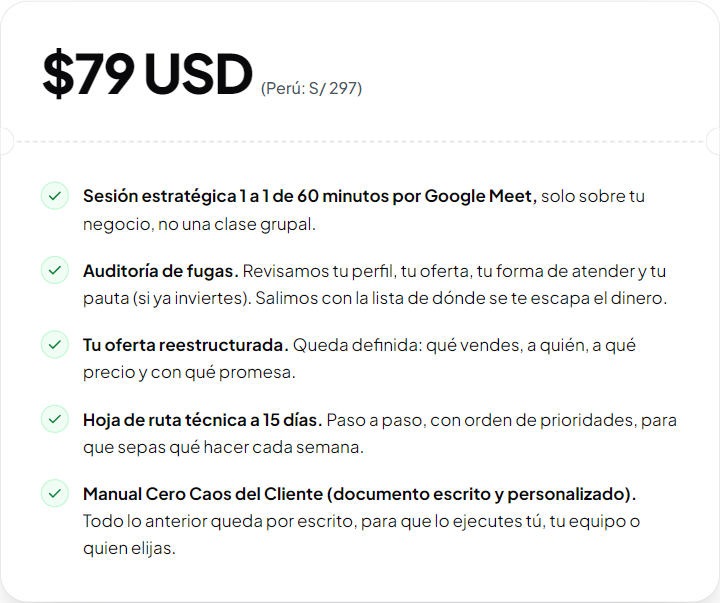 $79 USD (Perú: S/ 297)
Sesión estratégica 1 a 1 de 60 minutos por Google Meet, solo sobre tu
negocio, no una clase grupal.
Auditoría de fugas. Revisamos tu perfil, tu oferta, tu forma de atender y tu
pauta (si ya inviertes). Salimos con la lista de dónde se te escapa el dinero.
Tu oferta reestructurada. Queda definida: qué vendes, a quién, a qué
precio y con qué promesa.
Hoja de ruta técnica a 15 días. Paso a paso, con orden de prioridades, para
que sepas qué hacer cada semana.
Manual Cero Caos del Cliente (documento escrito y personalizado).
Todo lo anterior queda por escrito, para que lo ejecutes tú, tu equipo o
quien elijas.